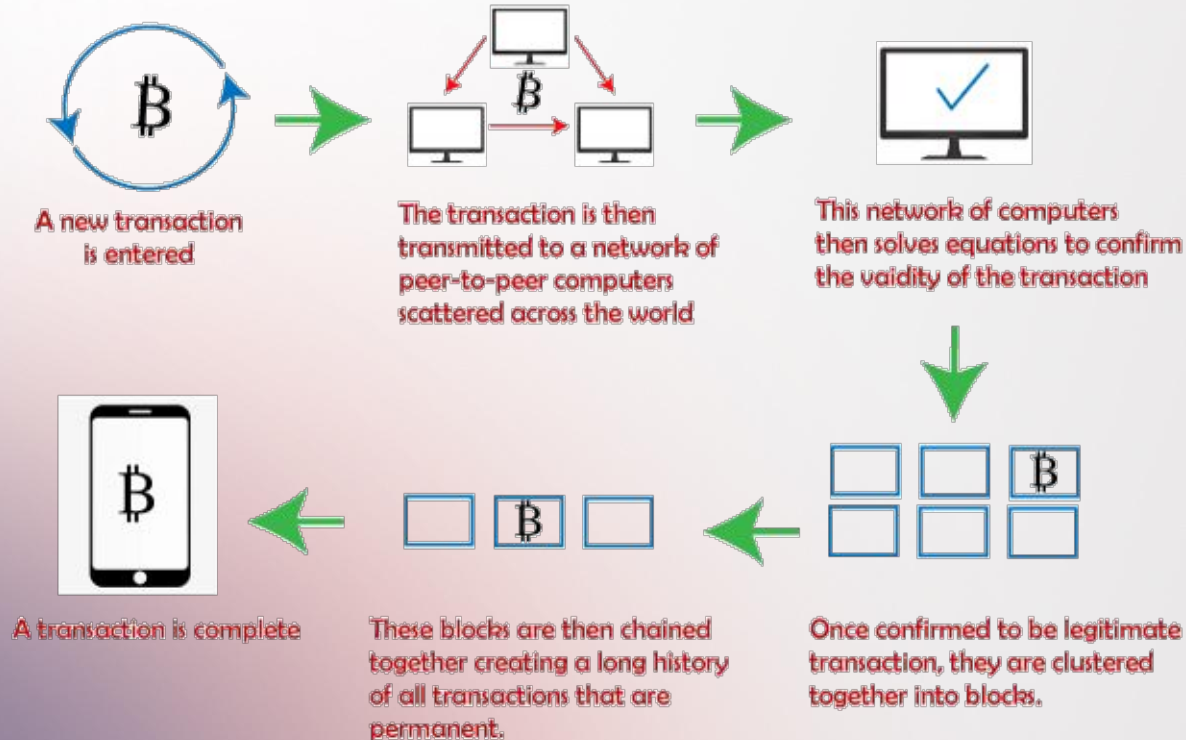 A new transaction
is entered
The transaction is then
transmitted to a network of
peer-to-peer computers
scattered across the world
This network of computers
then solves equations to confirm
the vaidity of the transaction
Once confirmed to be legitimate
transaction, they are clustered
together into blocks.
These blocks are then chained
together creating a long history
of all transactions that are
permanent.
A transaction is complete